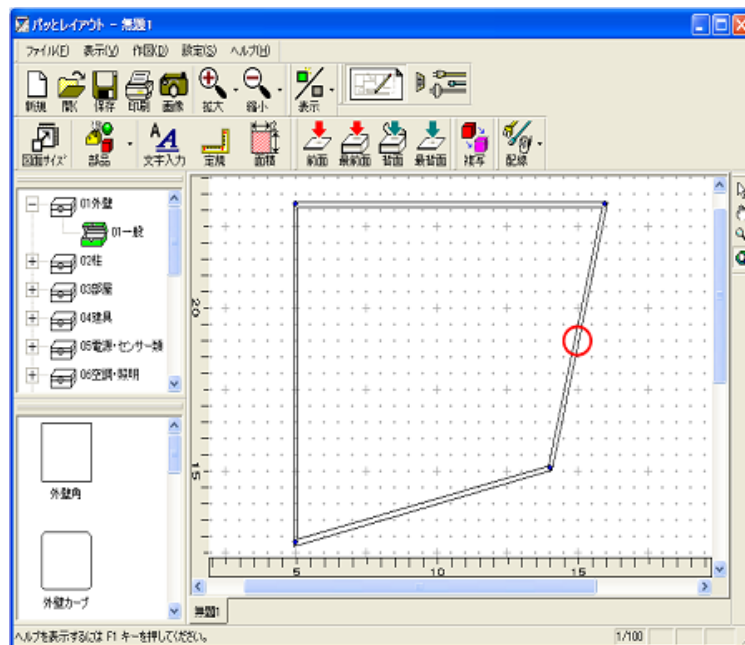 パッとレイアウト - 無題1
ファイル(F) 表示(V) 作図(D) 設定(S) ヘルプ(H)
新規 開く 保存 印刷 画像 拡大 縮小 表示
図面サイズ 部品 文字入力 定規 面積 前面 最前面 背面 最背面 複写 配線
01外壁
01一般
02柱
03部屋
04建具
05電源・センサー類
06空調・照明
外壁角
外壁カーブ
20
15
5 10 15
無題1
ヘルプを表示するには F1 キーを押してください。
1/100